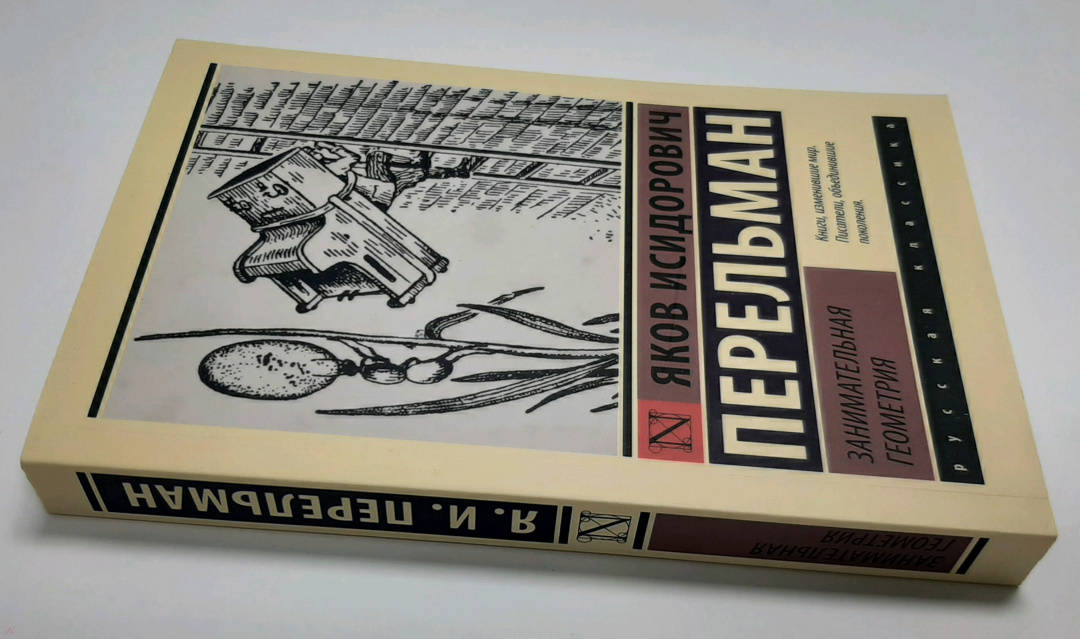 ЯКОВ ИСИДОРОВИЧ
ПЕРЕЛЬМАН
ЗАНИМАТЕЛЬНАЯ
ГЕОМЕТРИЯ
Книги, изменившие мир.
Писатели, объединившие
поколения.
русская классика
Я. И. ПЕРЕЛЬМАН
ЗАНИМАТЕЛЬНАЯ
ГЕОМЕТРИЯ